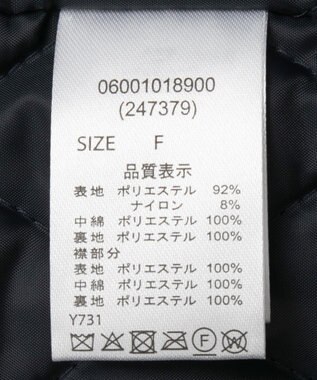 06001018900
(247379)
SIZE F
品質表示
表地 ポリエステル 92%
ナイロン 8%
中綿 ポリエステル 100%
裏地 ポリエステル 100%
襟部分
表地 ポリエステル 100%
中綿 ポリエステル 100%
裏地 ポリエステル 100%
Y731